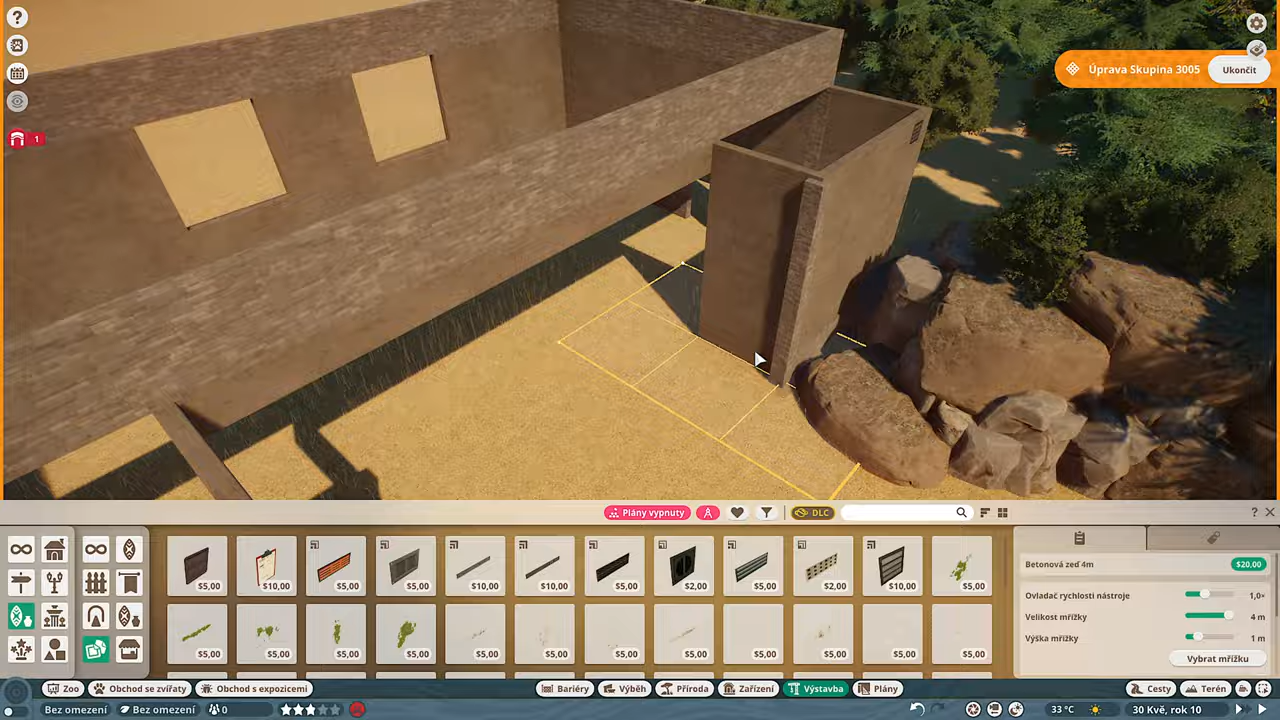 ?
Úprava Skupina 3005
Ukončit
1
Plány vypnuty
DLC
?
$5,00
$10,00
$5,00
$5,00
$10,00
$10,00
$5,00
$2,00
$5,00
$2,00
$10,00
$5,00
$5,00
$5,00
$5,00
$5,00
$5,00
$5,00
$5,00
$5,00
$5,00
$5,00
$5,00
$5,00
Betonová zeď 4m
$20,00
Ovladač rychlosti nástroje
1,0×
Velikost mřížky
4 m
Výška mřížky
1 m
Vybrat mřížku
Zoo
Obchod se zvířaty
Obchod s expozicemi
Bariéry
Výběh
Příroda
Zařízení
Výstavba
Plány
Cesty
Terén
Bez omezení
Bez omezení
0
33 °C
30 Kvě, rok 10